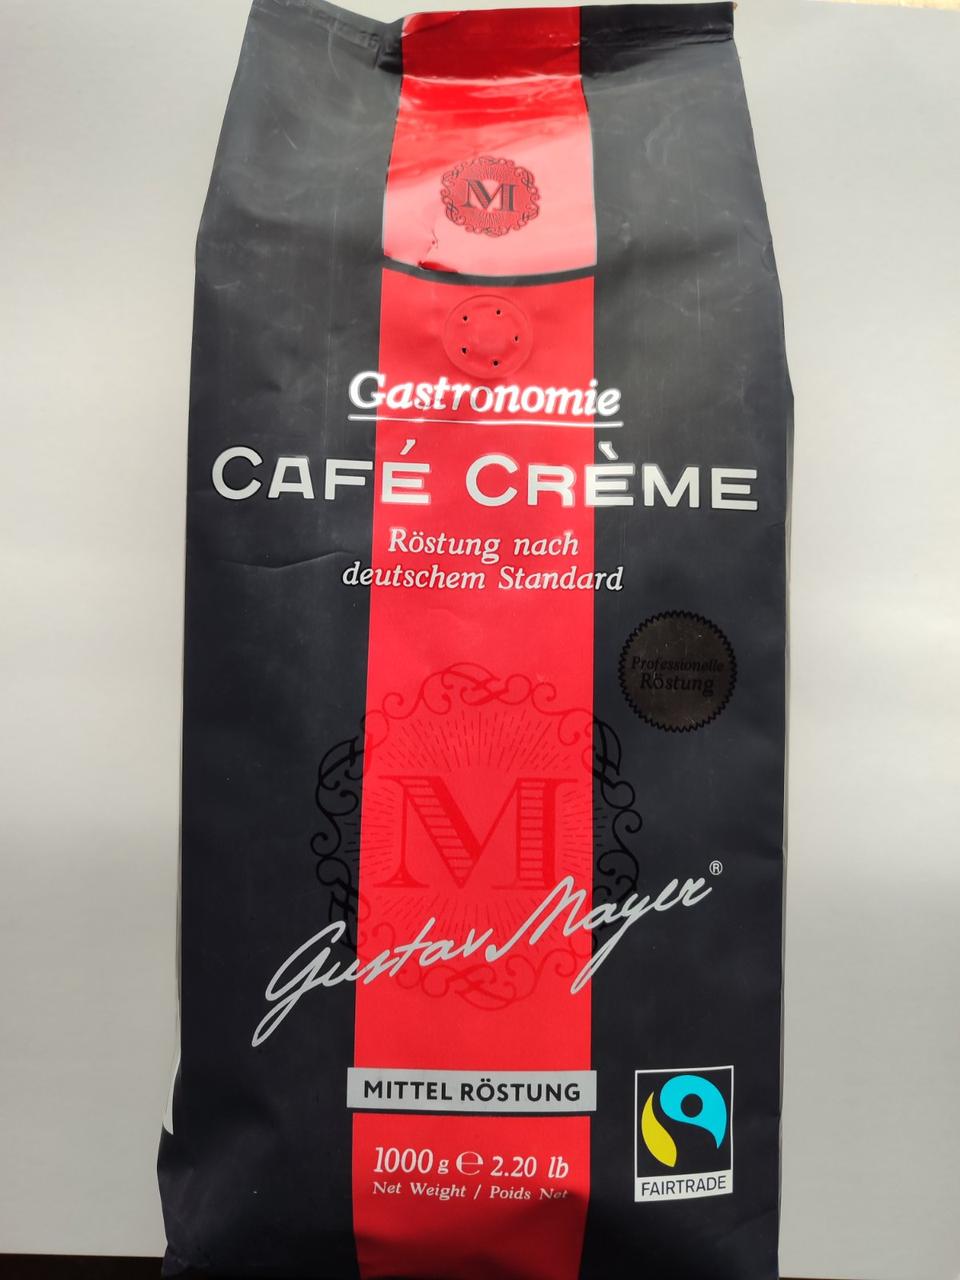 M
Gastronomie
CAFÉ CRÈME
Röstung nach
deutschem Standard
Professionelle
Röstung
M
Gustav Mayer®
MITTEL RÖSTUNG
1000 g ℮ 2.20 lb
Net Weight / Poids Net
FAIRTRADE